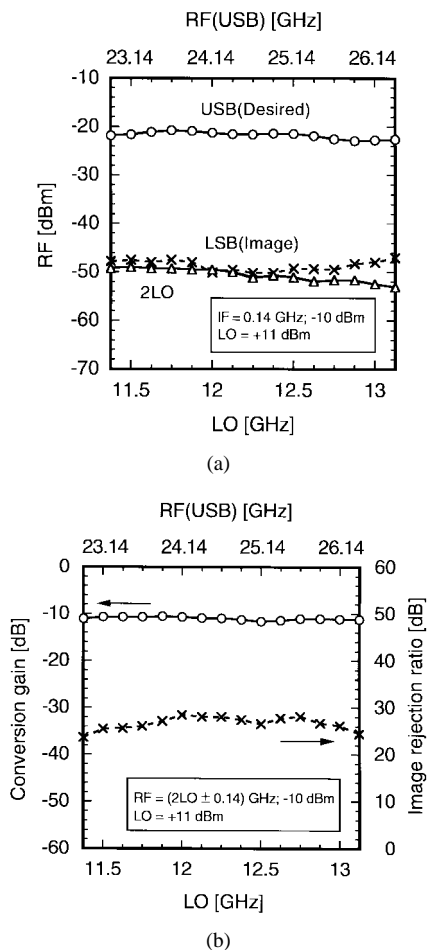 RF(USB) [GHz]
23.14 24.14 25.14 26.14
-10
USB(Desired)
-20
-30
RF [dBm]
-40
LSB(Image)
-50
2LO
IF = 0.14 GHz; -10 dBm
-60
LO = +11 dBm
-70
11.5 12 12.5 13
LO [GHz]
(a)
RF(USB) [GHz]
23.14 24.14 25.14 26.14
0 60
-10 50
-20 40
Conversion gain [dB]
Image rejection ratio [dB]
-30 30
-40 20
RF = (2LO ± 0.14) GHz; -10 dBm
-50 10
LO = +11 dBm
-60 0
11.5 12 12.5 13
LO [GHz]
(b)